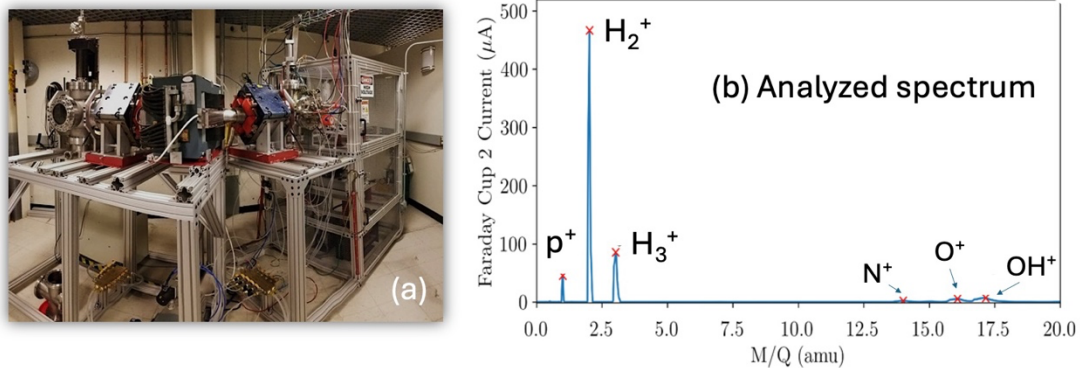 (a)
(b) Analyzed spectrum
Faraday Cup 2 Current (μA)
500
400
300
200
100
0
p⁺
H₂⁺
H₃⁺
N⁺
O⁺
OH⁺
0.0 2.5 5.0 7.5 10.0 12.5 15.0 17.5 20.0
M/Q (amu)